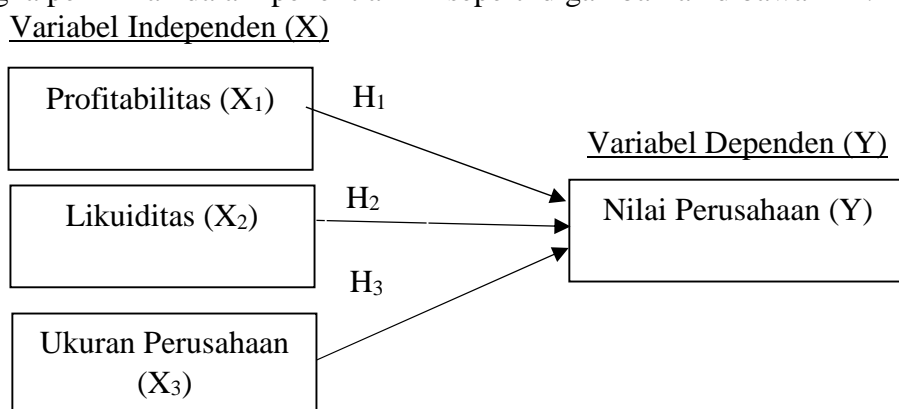 Variabel Independen (X)
Profitabilitas (X₁)
H₁
Variabel Dependen (Y)
Likuiditas (X₂)
H₂
Nilai Perusahaan (Y)
H₃
Ukuran Perusahaan
(X₃)